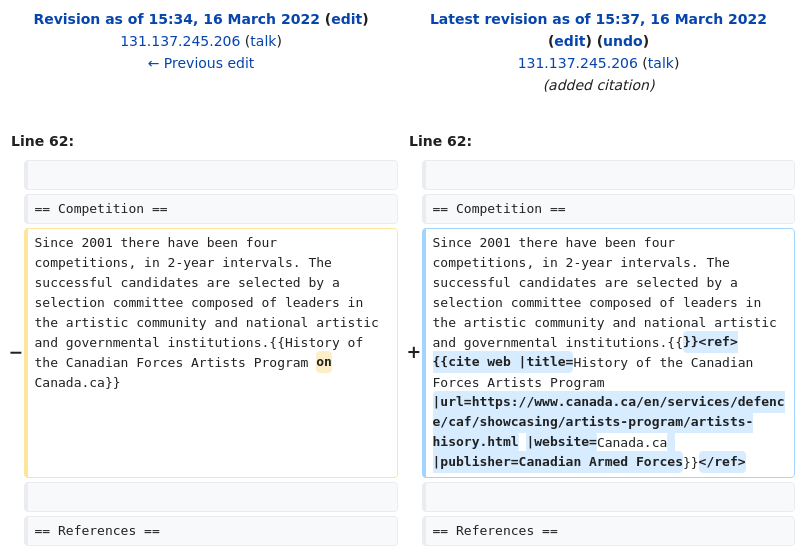 Revision as of 15:34, 16 March 2022 (edit)
131.137.245.206 (talk)
← Previous edit
Latest revision as of 15:37, 16 March 2022
(edit) (undo)
131.137.245.206 (talk)
(added citation)
Line 62:
== Competition ==
−
Since 2001 there have been four
competitions, in 2-year intervals. The
successful candidates are selected by a
selection committee composed of leaders in
the artistic community and national artistic
and governmental institutions.{{History of
the Canadian Forces Artists Program on
Canada.ca}}
== References ==
Line 62:
== Competition ==
+
Since 2001 there have been four
competitions, in 2-year intervals. The
successful candidates are selected by a
selection committee composed of leaders in
the artistic community and national artistic
and governmental institutions.{{}}<ref>
{{cite web |title=History of the Canadian
Forces Artists Program
|url=https://www.canada.ca/en/services/defenc
e/caf/showcasing/artists-program/artists-
hisory.html |website=Canada.ca
|publisher=Canadian Armed Forces}}</ref>
== References ==